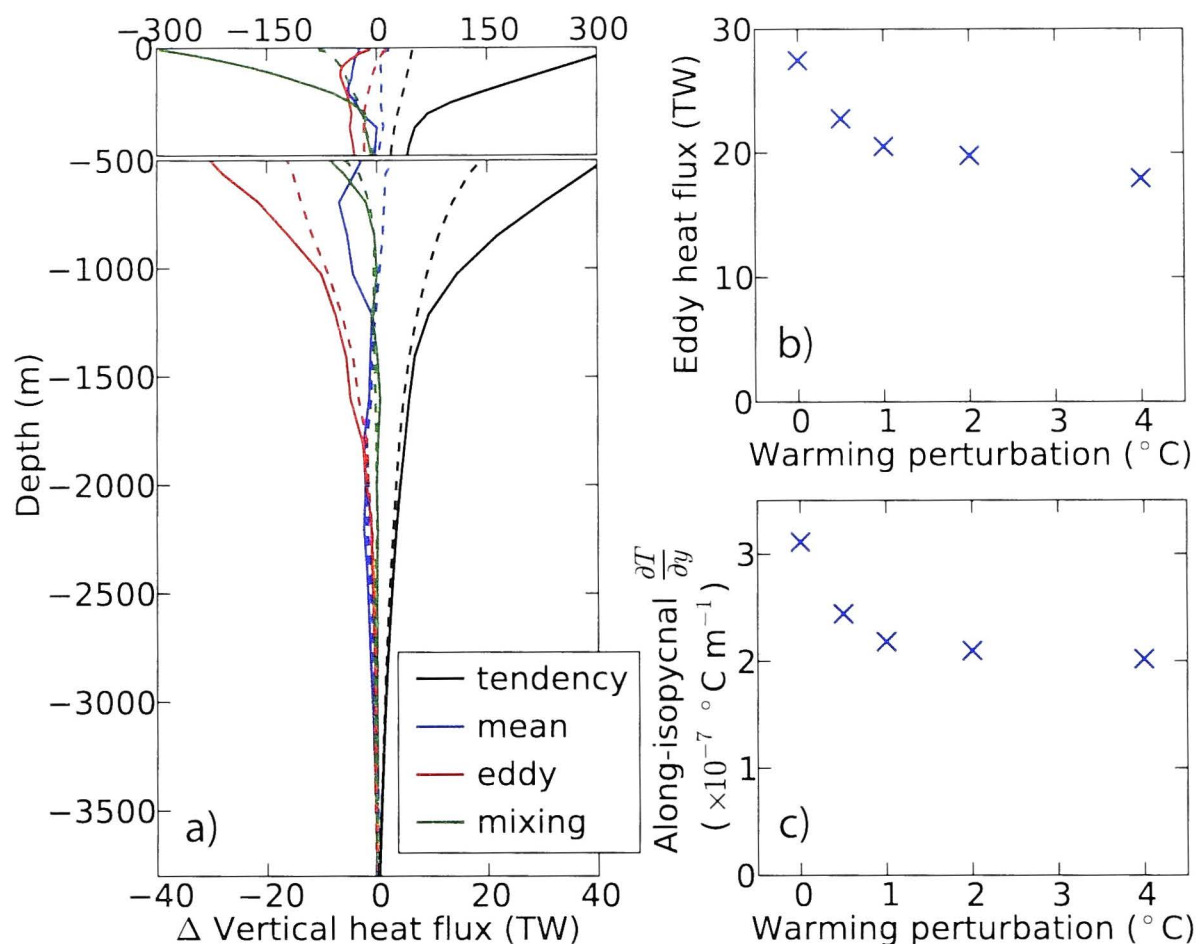 −300 −150 0 150 300
0
−500
−1000
−1500
−2000
−2500
−3000
−3500
Depth (m)
tendency
mean
eddy
mixing
a)
−40 −20 0 20 40
Δ Vertical heat flux (TW)
30
20
10
0
Eddy heat flux (TW)
b)
0 1 2 3 4
Warming perturbation (°C)
3
2
1
0
Along-isopycnal ∂T/∂y
(×10⁻⁷ °C m⁻¹)
c)
0 1 2 3 4
Warming perturbation (°C)